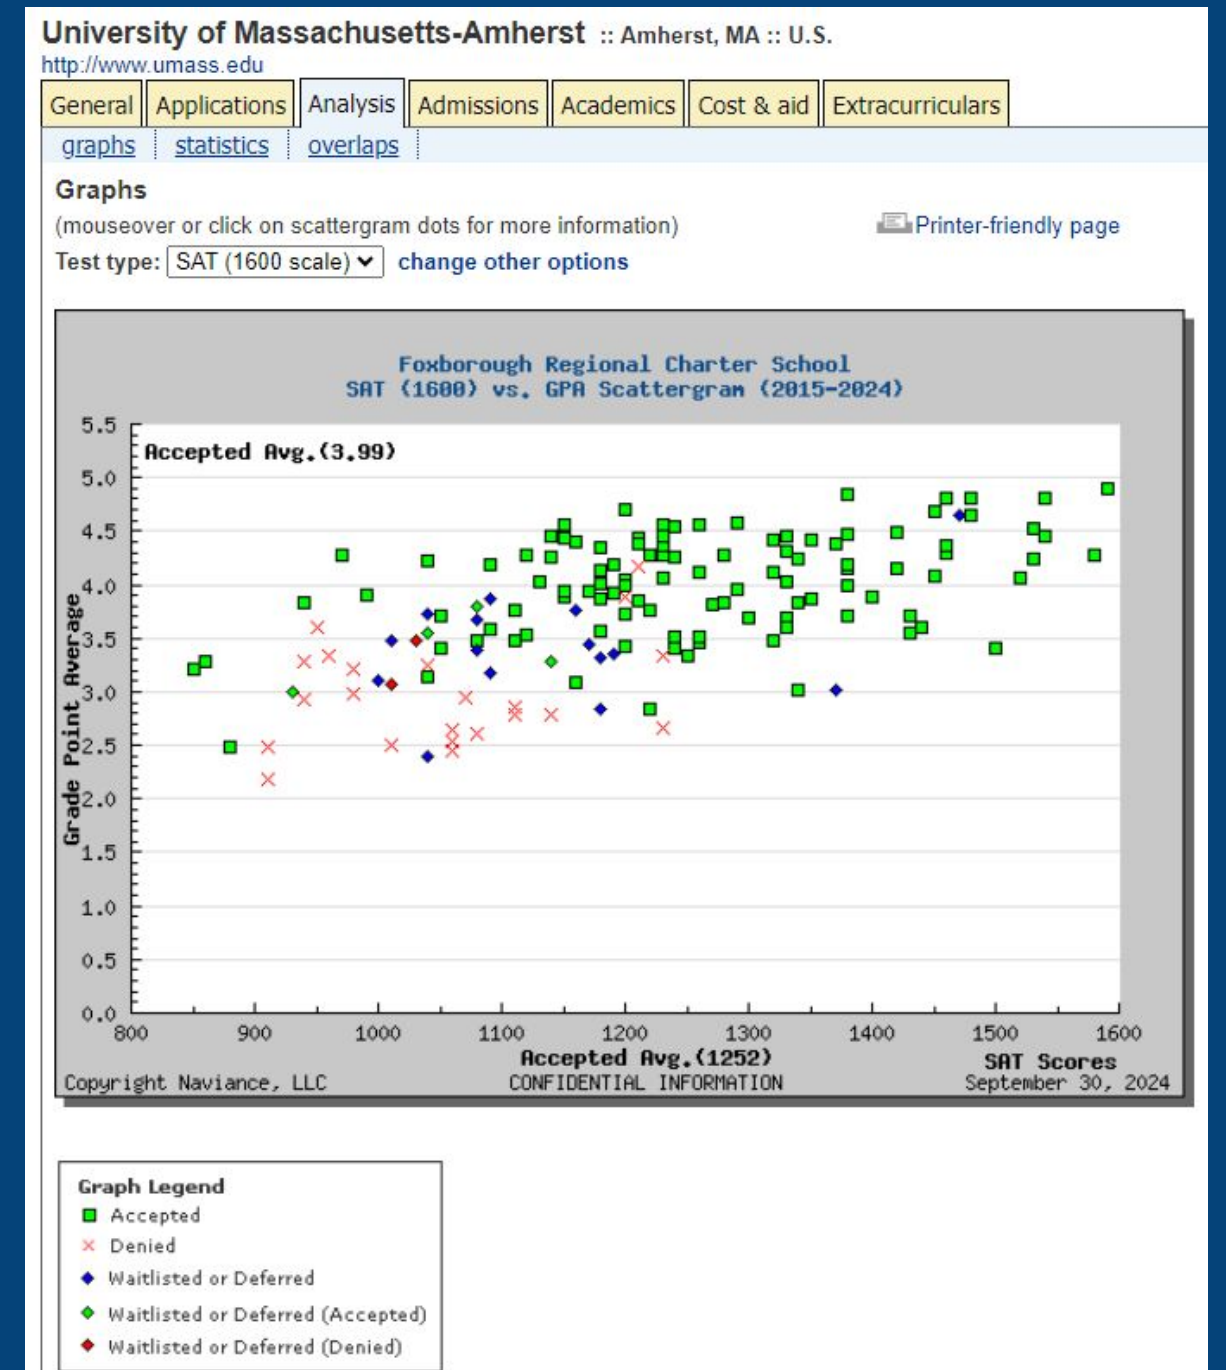 University of Massachusetts-Amherst :: Amherst, MA :: U.S.
http://www.umass.edu
General Applications Analysis Admissions Academics Cost & aid Extracurriculars
graphs statistics overlaps
Graphs
(mouseover or click on scattergram dots for more information) Printer-friendly page
Test type: SAT (1600 scale) change other options
Foxborough Regional Charter School
SAT (1600) vs. GPA Scattergram (2015-2024)
5.5
Accepted Avg.(3.99)
5.0
4.5
4.0
3.5
3.0
2.5
2.0
1.5
1.0
0.5
0.0
Grade Point Average
800 900 1000 1100 1200 1300 1400 1500 1600
Accepted Avg.(1252) SAT Scores
Copyright Naviance, LLC CONFIDENTIAL INFORMATION September 30, 2024
Graph Legend
Accepted
Denied
Waitlisted or Deferred
Waitlisted or Deferred (Accepted)
Waitlisted or Deferred (Denied)